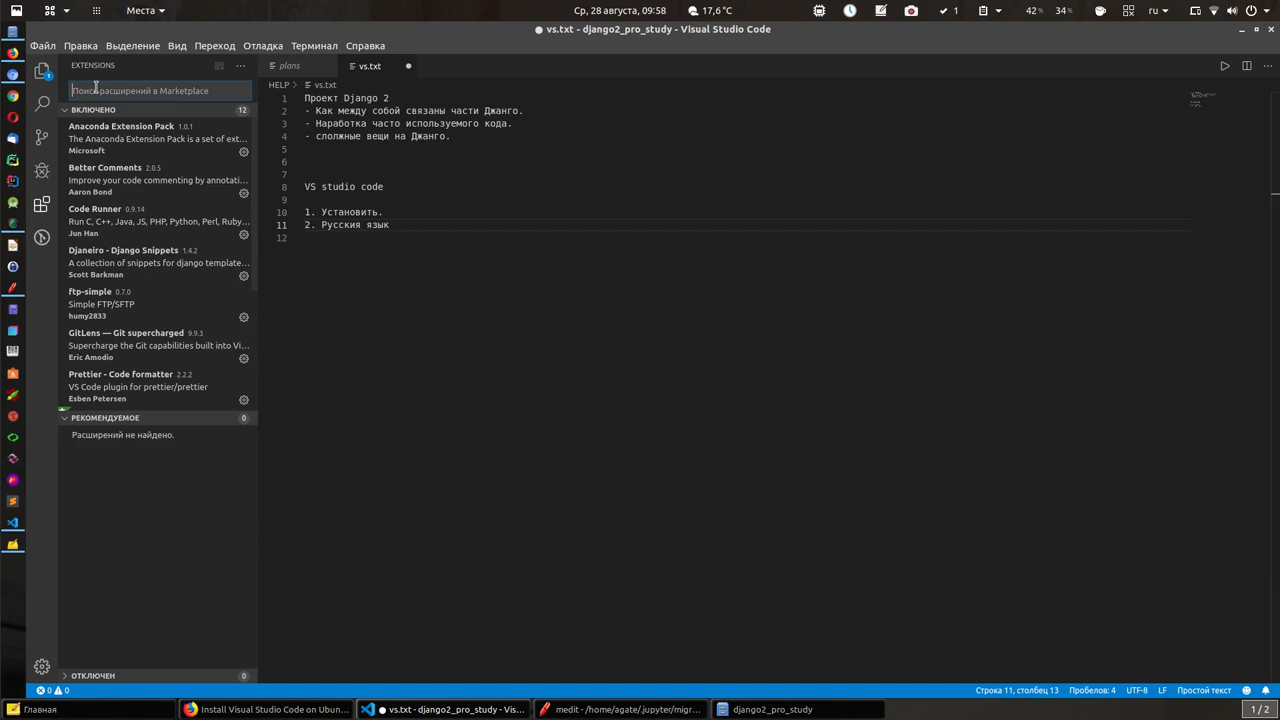 Места
Ср, 28 августа, 09:58
17,6°C
1
42 %
34 %
ru
vs.txt - django2_pro_study - Visual Studio Code
Файл Правка Выделение Вид Переход Отладка Терминал Справка
EXTENSIONS
plans
vs.txt
1
Поиск расширений в Marketplace
HELP > vs.txt
ВКЛЮЧЕНО 12
Anaconda Extension Pack 1.0.1
The Anaconda Extension Pack is a set of ext...
Microsoft
Better Comments 2.0.5
Improve your code commenting by annotati...
Aaron Bond
Code Runner 0.9.14
Run C, C++, Java, JS, PHP, Python, Perl, Ruby...
Jun Han
Djaneiro - Django Snippets 1.4.2
A collection of snippets for django template...
Scott Barkman
ftp-simple 0.7.0
Simple FTP/SFTP
humy2833
GitLens — Git supercharged 9.9.3
Supercharge the Git capabilities built into Vi...
Eric Amodio
Prettier - Code formatter 2.2.2
VS Code plugin for prettier/prettier
Esben Petersen
РЕКОМЕНДУЕМОЕ 0
Расширений не найдено.
ОТКЛЮЧЕН 0
1 Проект Django 2
2 - Как между собой связаны части Джанго.
3 - Наработка часто используемого кода.
4 - сполжные вещи на Джанго.
5
6
7
8 VS studio code
9
10 1. Установить.
11 2. Русския язык
12
0 0
Строка 11, столбец 13 Пробелов: 4 UTF-8 LF Простой текст
Главная
Install Visual Studio Code on Ubun...
vs.txt - django2_pro_study - Vis...
medit - /home/agate/.jupyter/migr...
django2_pro_study
1 / 2